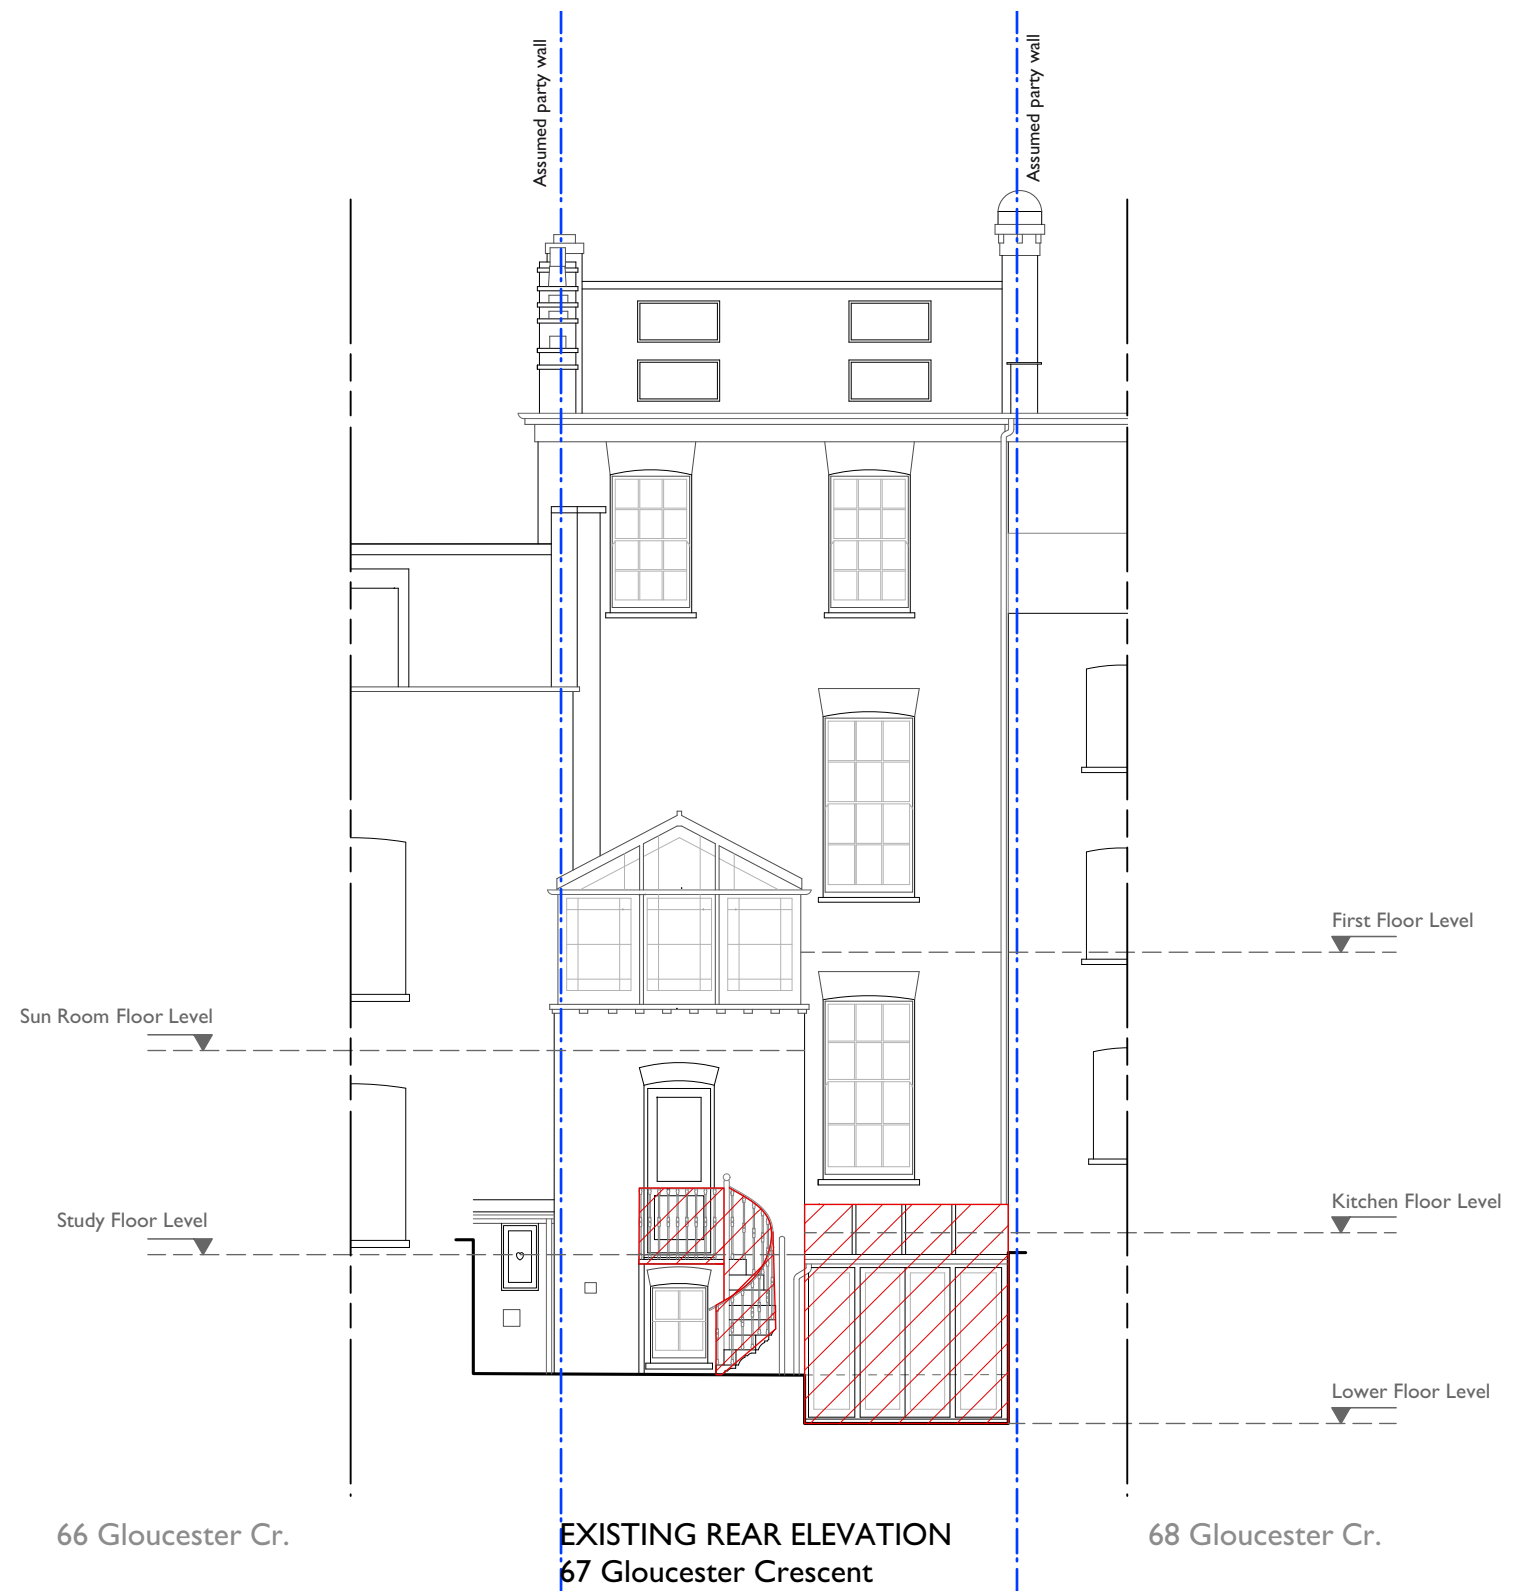 Assumed party wall
Assumed party wall
First Floor Level
Sun Room Floor Level
Kitchen Floor Level
Study Floor Level
Lower Floor Level
66 Gloucester Cr.
EXISTING REAR ELEVATION
67 Gloucester Crescent
68 Gloucester Cr.